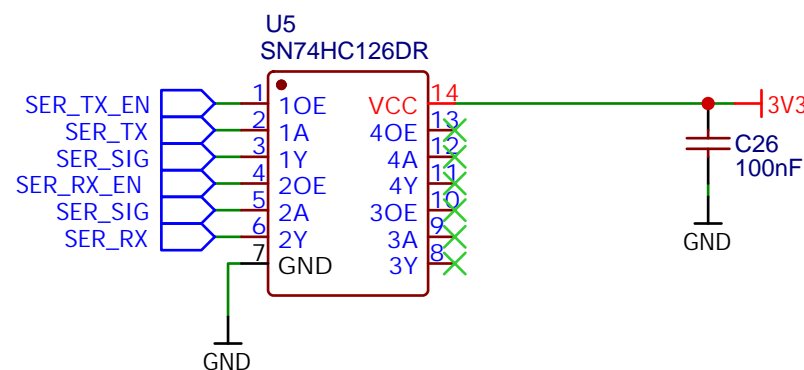 U5
SN74HC126DR
SER_TX_EN 1 1OE VCC 14 3V3
SER_TX 2 1A 4OE 13
SER_SIG 3 1Y 4A 12
SER_RX_EN 4 2OE 4Y 11
SER_SIG 5 2A 3OE 10
SER_RX 6 2Y 3A 9
7 GND 3Y 8
C26
100nF
GND
GND